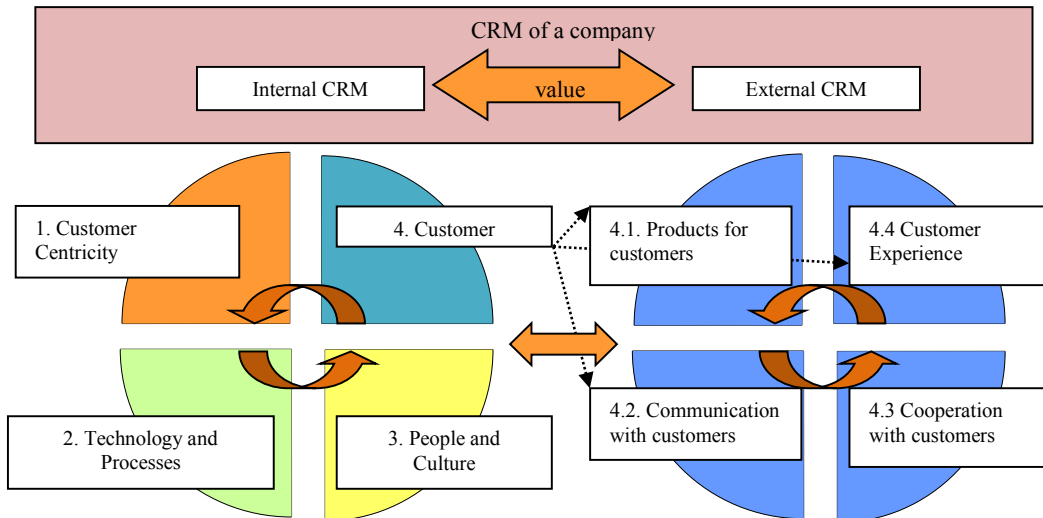 CRM of a company
Internal CRM
value
External CRM
1. Customer
Centricity
4. Customer
4.1. Products for
customers
4.4 Customer
Experience
2. Technology and
Processes
3. People and
Culture
4.2. Communication
with customers
4.3 Cooperation
with customers